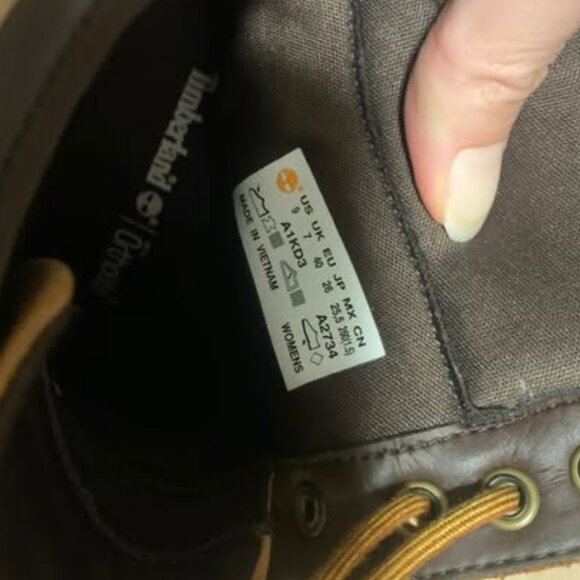 Timberland
Ortholite
US UK EU JP MX CN
9 7 40 26 25,5 260(1.5)
A1KD3 A2734
MADE IN VIETNAM WOMENS